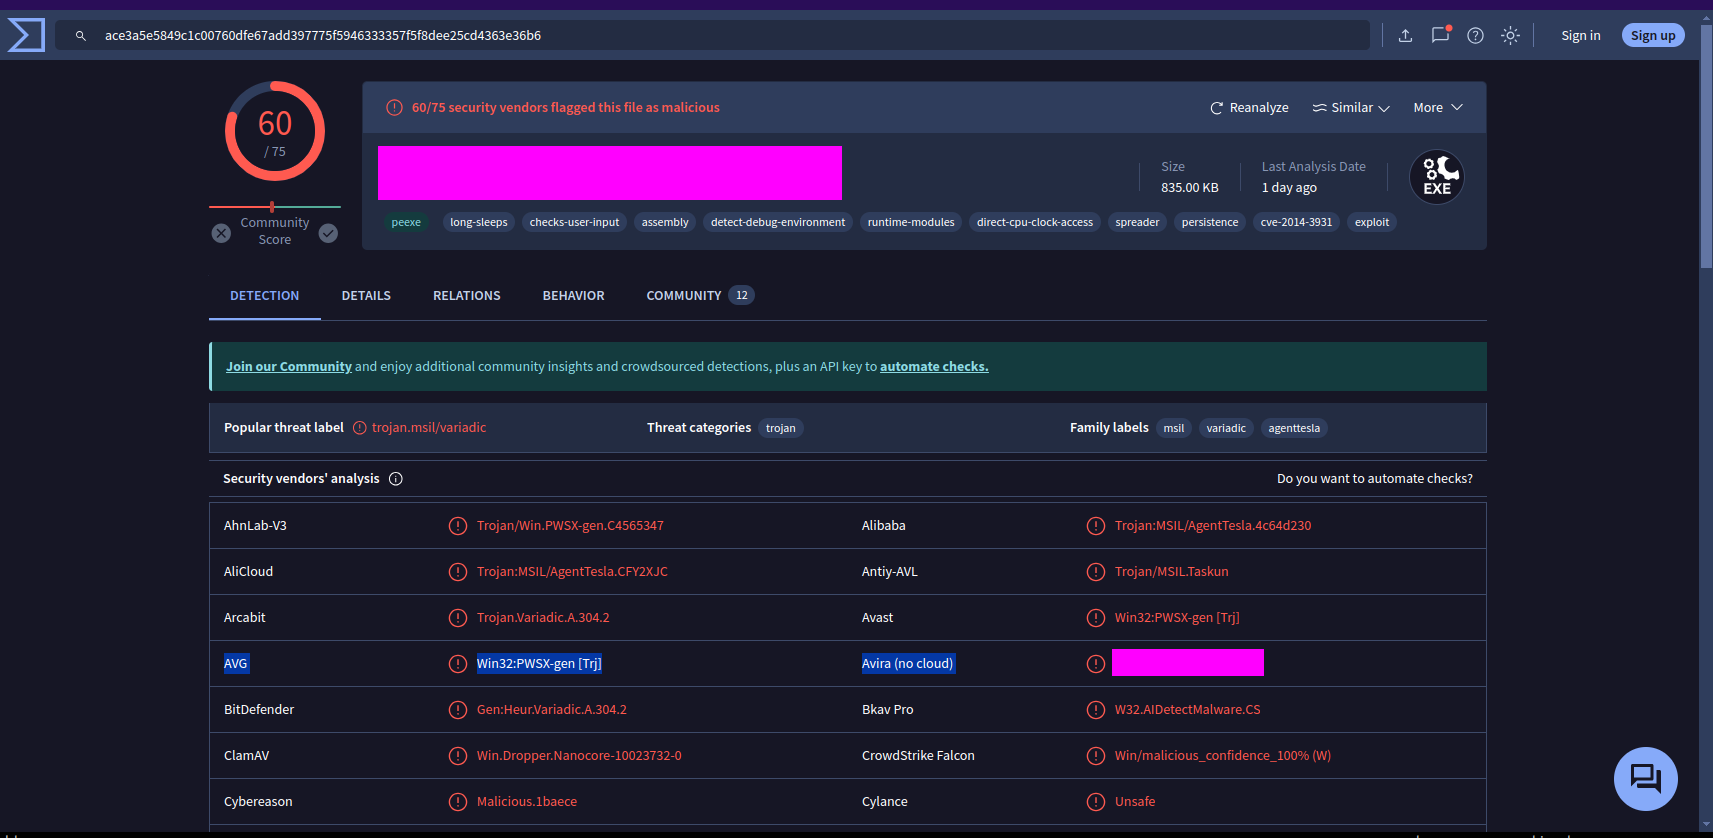 ace3a5e5849c1c00760dfe67add397775f5946333357f5f8dee25cd4363e36b6
Sign in
Sign up
60
/ 75
Community
Score
60/75 security vendors flagged this file as malicious
Reanalyze
Similar
More
Size
835.00 KB
Last Analysis Date
1 day ago
EXE
peexe long-sleeps checks-user-input assembly detect-debug-environment runtime-modules direct-cpu-clock-access spreader persistence cve-2014-3931 exploit
DETECTION DETAILS RELATIONS BEHAVIOR COMMUNITY 12
Join our Community and enjoy additional community insights and crowdsourced detections, plus an API key to automate checks.
Popular threat label trojan.msil/variadic Threat categories trojan Family labels msil variadic agenttesla
Security vendors' analysis Do you want to automate checks?
AhnLab-V3 Trojan/Win.PWSX-gen.C4565347 Alibaba Trojan:MSIL/AgentTesla.4c64d230
AliCloud Trojan:MSIL/AgentTesla.CFY2XJC Antiy-AVL Trojan/MSIL.Taskun
Arcabit Trojan.Variadic.A.304.2 Avast Win32:PWSX-gen [Trj]
AVG Win32:PWSX-gen [Trj] Avira (no cloud)
BitDefender Gen:Heur.Variadic.A.304.2 Bkav Pro W32.AIDetectMalware.CS
ClamAV Win.Dropper.Nanocore-10023732-0 CrowdStrike Falcon Win/malicious_confidence_100% (W)
Cybereason Malicious.1baece Cylance Unsafe